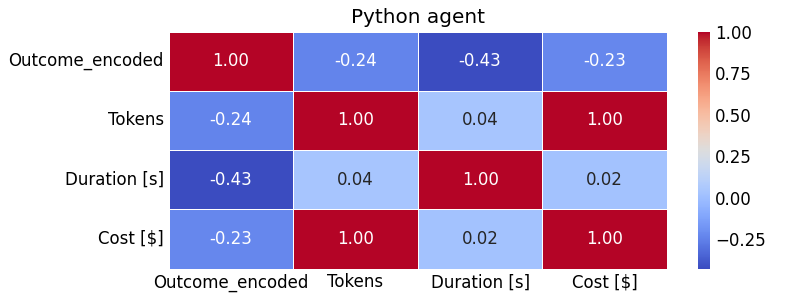 Python agent
Outcome_encoded 1.00 -0.24 -0.43 -0.23
Tokens -0.24 1.00 0.04 1.00
Duration [s] -0.43 0.04 1.00 0.02
Cost [$] -0.23 1.00 0.02 1.00
Outcome_encoded Tokens Duration [s] Cost [$]
1.00
0.75
0.50
0.25
0.00
−0.25